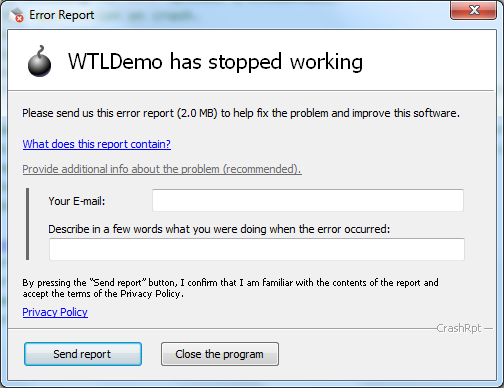 Error Report
WTLDemo has stopped working
Please send us this error report (2.0 MB) to help fix the problem and improve this software.
What does this report contain?
Provide additional info about the problem (recommended).
Your E-mail:
Describe in a few words what you were doing when the error occurred:
By pressing the "Send report" button, I confirm that I am familiar with the contents of the report and
accept the terms of the Privacy Policy.
Privacy Policy
CrashRpt
Send report
Close the program